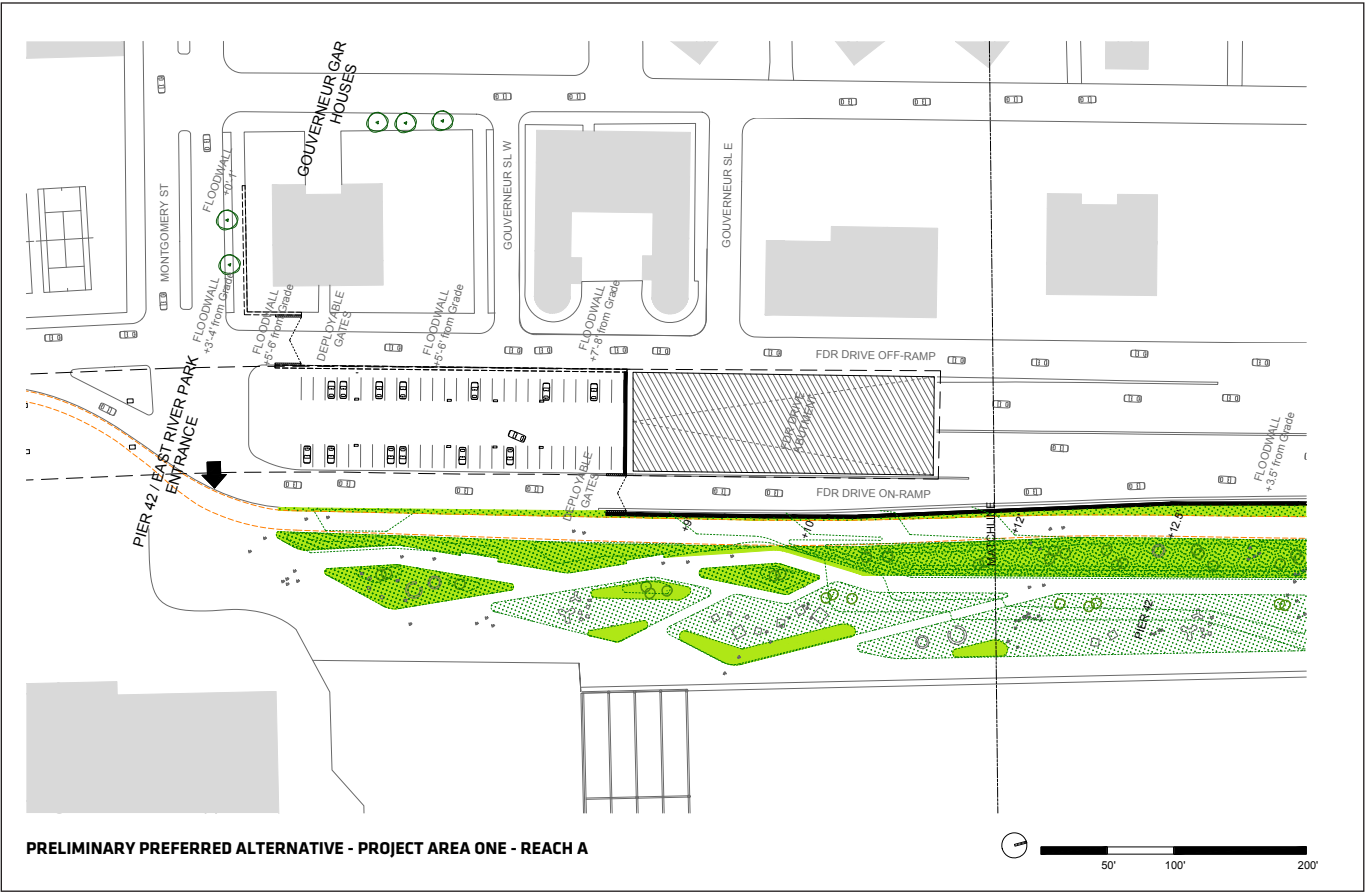 GOUVERNEUR GAR
HOUSES
FLOODWALL
+0'-1"
MONTGOMERY ST
GOUVERNEUR SL W
GOUVERNEUR SL E
FLOODWALL
+3'-4" from Grade
FLOODWALL
+5'-6" from Grade
DEPLOYABLE
GATES
FLOODWALL
+5'-6" from Grade
FLOODWALL
+7'-8" from Grade
FDR DRIVE OFF-RAMP
FDR DRIVE
ABUTMENT
PIER 42 / EAST RIVER PARK
ENTRANCE
DEPLOYABLE
GATES
FDR DRIVE ON-RAMP
FLOODWALL
+3.5' from Grade
+9'
+10'
MATCHLINE
+12'
+12.5'
PIER 42
PRELIMINARY PREFERRED ALTERNATIVE - PROJECT AREA ONE - REACH A
50'
100'
200'